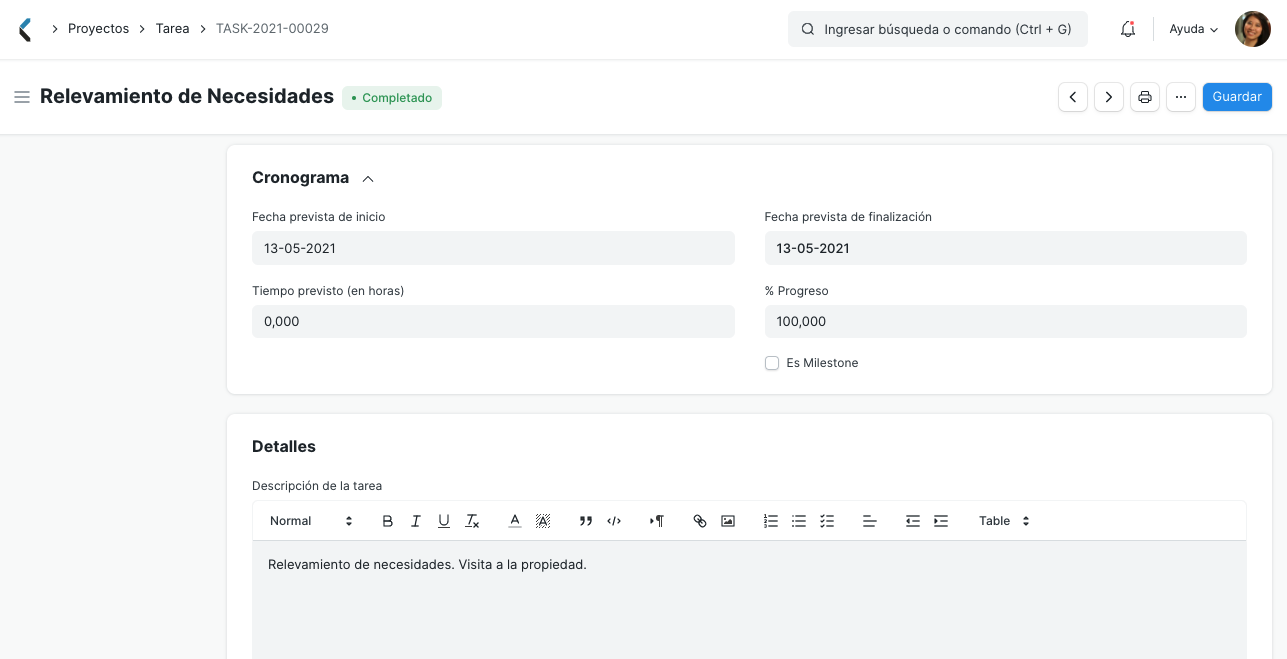 Proyectos Tarea TASK-2021-00029 Ingresar búsqueda o comando (Ctrl + G) Ayuda
Relevamiento de Necesidades Completado Guardar
Cronograma
Fecha prevista de inicio
13-05-2021
Fecha prevista de finalización
13-05-2021
Tiempo previsto (en horas)
0,000
% Progreso
100,000
Es Milestone
Detalles
Descripción de la tarea
Normal Table
Relevamiento de necesidades. Visita a la propiedad.